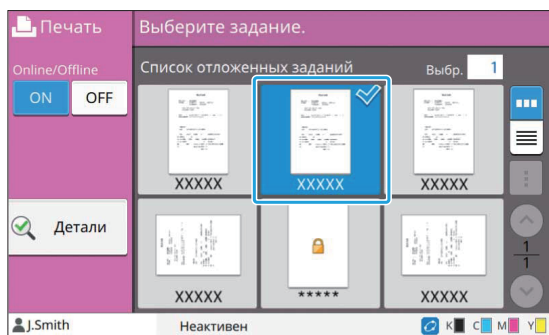 Печать
Выберите задание.
Online/Offline
Список отложенных заданий
Выбр. 1
ON OFF
XXXXX XXXXX XXXXX
Детали
1
1
XXXXX ***** XXXXX
J.Smith
Неактивен
K C M Y